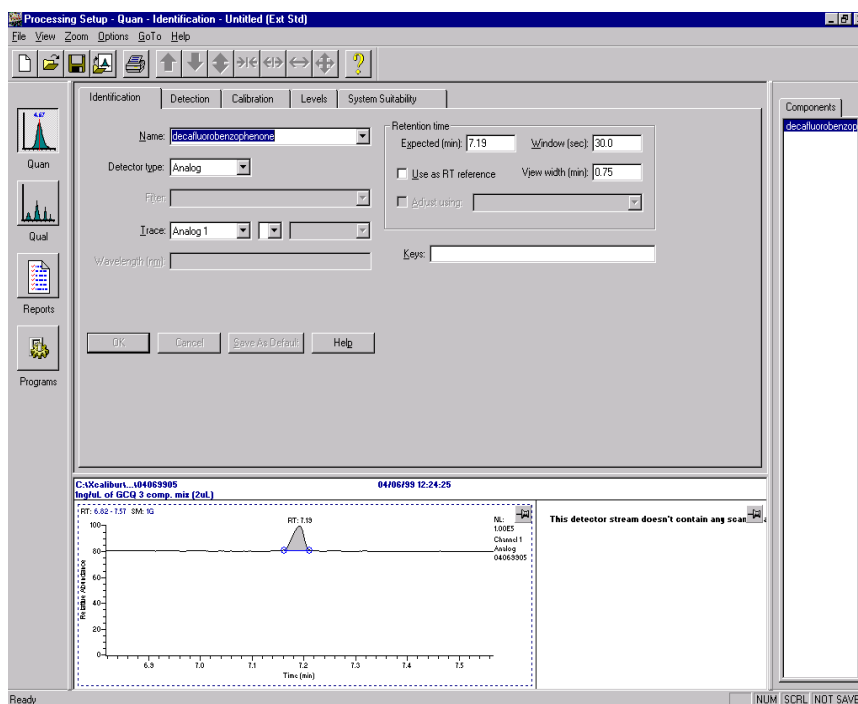 Processing Setup - Quan - Identification - Untitled (Ext Std)
File View Zoom Options GoTo Help
Identification Detection Calibration Levels System Suitability
Components
decafluorobenzop
4.67
Quan
Qual
Reports
Programs
Name: decafluorobenzophenone
Detector type: Analog
Filter:
Trace: Analog 1
Wavelength (nm):
Retention time
Expected (min): 7.19 Window (sec): 30.0
Use as RT reference View width (min): 0.75
Adjust using:
Keys:
OK Cancel Save As Default Help
C:\Xcalibur\...\04069905 04/06/99 12:24:25
1ng/uL of GCQ 3 comp. mix (2uL)
RT: 6.82 - 7.57 SM: 1G
RT: 7.19
NL:
1.00E5
Channel 1
Analog
04069905
100
80
60
40
20
0
Relative Abundance
6.9 7.0 7.1 7.2 7.3 7.4 7.5
Time (min)
This detector stream doesn't contain any scan
Ready NUM SCRL NOT SAVE